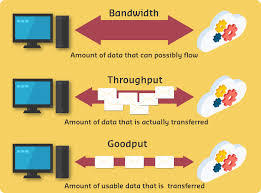 Bandwidth
Amount of data that can possibly flow
Throughput
Amount of data that is actually transferred
Goodput
Amount of usable data that is transferred